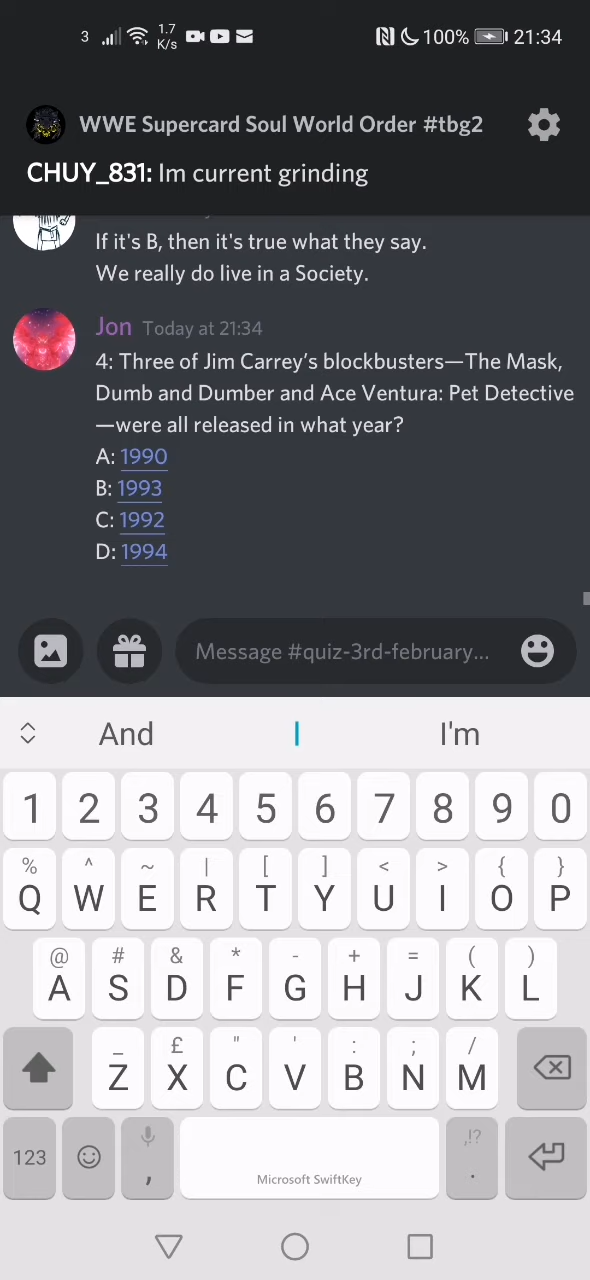 3 1.7 K/s 100% 21:34
WWE Supercard Soul World Order #tbg2
CHUY_831: Im current grinding
If it's B, then it's true what they say.
We really do live in a Society.
Jon Today at 21:34
4: Three of Jim Carrey’s blockbusters—The Mask,
Dumb and Dumber and Ace Ventura: Pet Detective
—were all released in what year?
A: 1990
B: 1993
C: 1992
D: 1994
Message #quiz-3rd-february...
And I I'm
1 2 3 4 5 6 7 8 9 0
% ^ ~ | [ ] < > { }
Q W E R T Y U I O P
@ # & * - + = ( )
A S D F G H J K L
_ £ " ' : ; /
Z X C V B N M
,!?
123 , Microsoft SwiftKey .